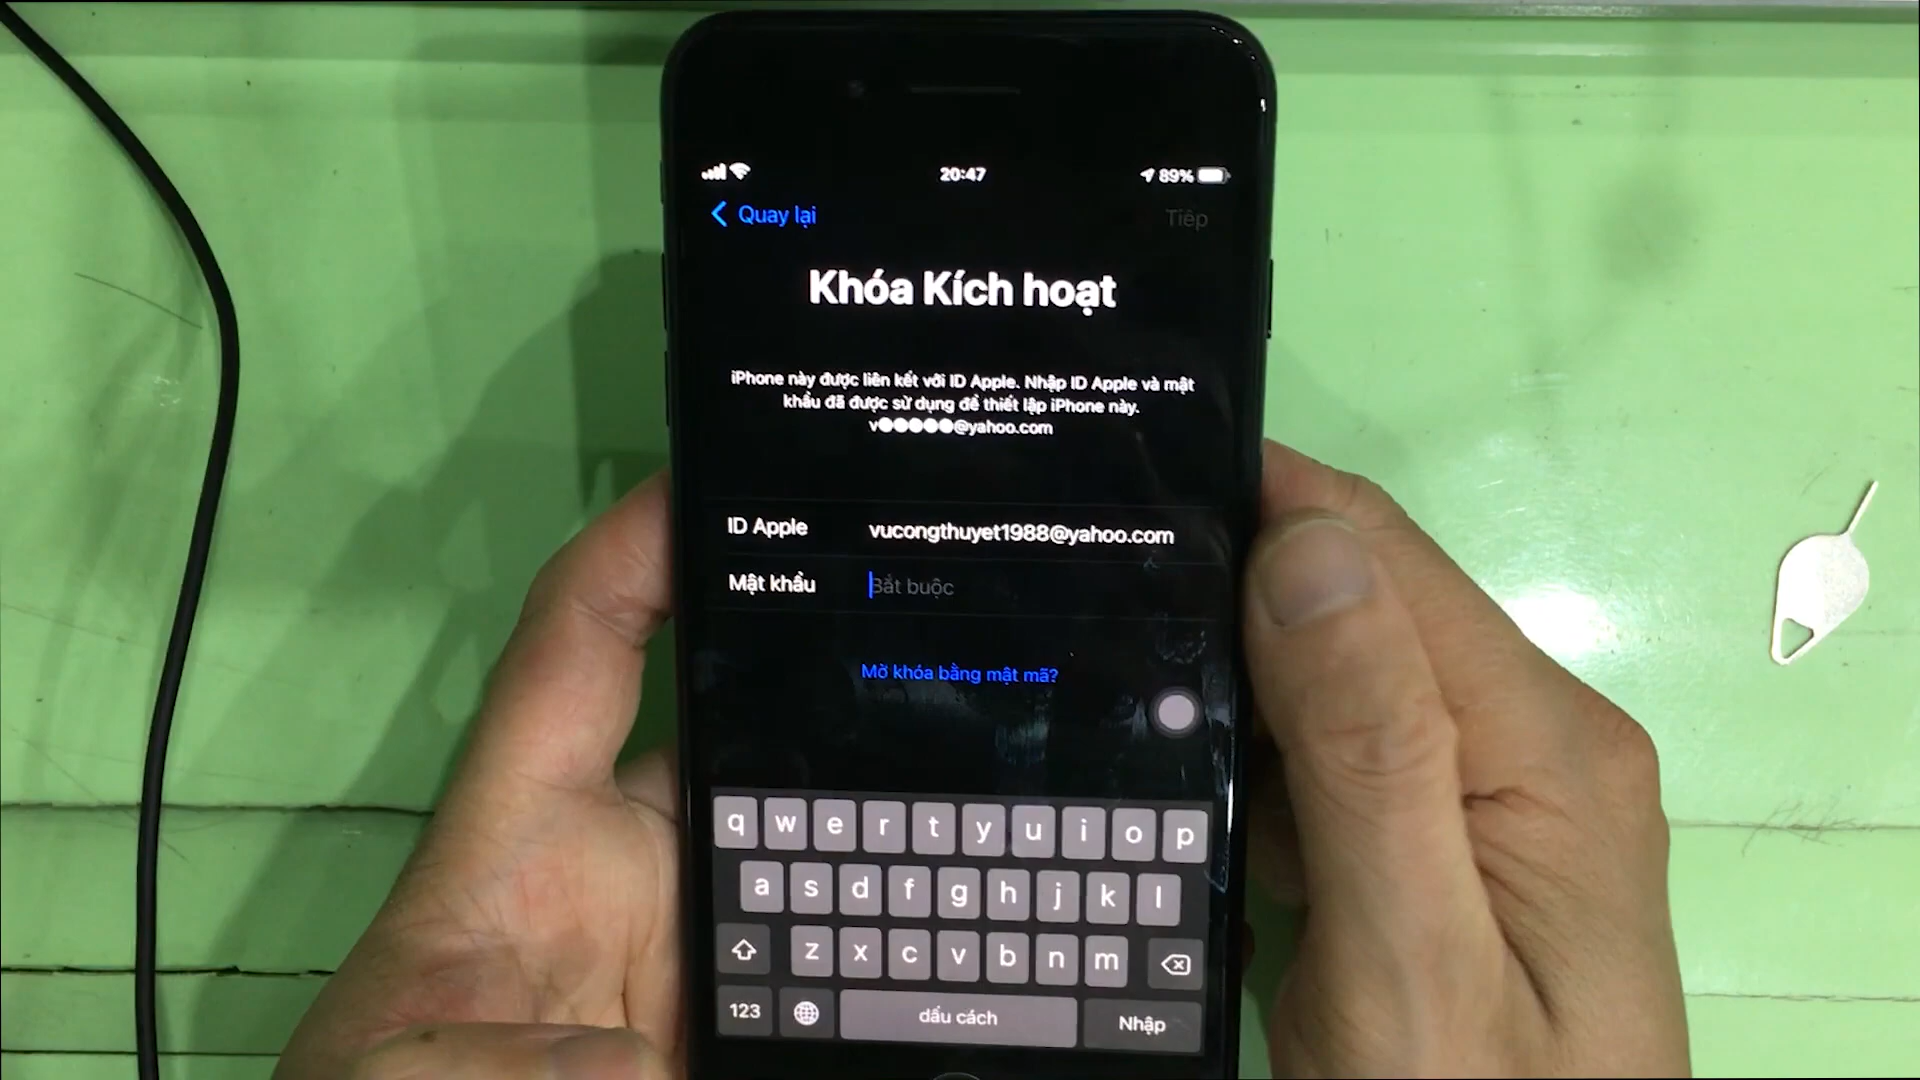 20:47
89%
Quay lại
Tiếp
Khóa Kích hoạt
iPhone này được liên kết với ID Apple. Nhập ID Apple và mật
khẩu đã được sử dụng để thiết lập iPhone này.
v●●●●●@yahoo.com
ID Apple vucongthuyet1988@yahoo.com
Mật khẩu Bắt buộc
Mở khóa bằng mật mã?
q w e r t y u i o p
a s d f g h j k l
z x c v b n m
123 dấu cách Nhập